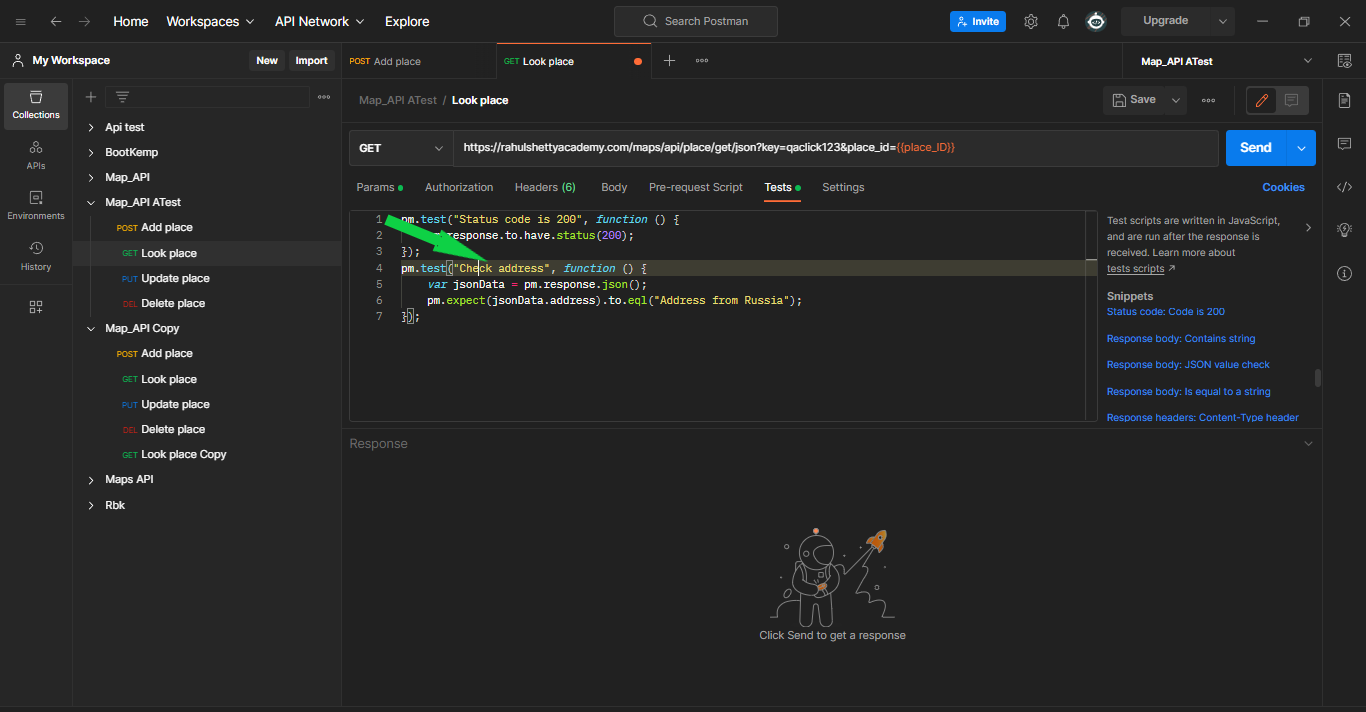 Home Workspaces API Network Explore Search Postman Invite Upgrade
My Workspace New Import POST Add place GET Look place Map_API ATest
Collections
APIs
Environments
History
Api test
BootKemp
Map_API
Map_API ATest
POST Add place
GET Look place
PUT Update place
DEL Delete place
Map_API Copy
POST Add place
GET Look place
PUT Update place
DEL Delete place
GET Look place Copy
Maps API
Rbk
Map_API ATest / Look place Save
GET https://rahulshettyacademy.com/maps/api/place/get/json?key=qaclick123&place_id={{place_ID}} Send
Params Authorization Headers (6) Body Pre-request Script Tests Settings Cookies
1 pm.test("Status code is 200", function () {
2 response.to.have.status(200);
3 });
4 pm.test("Check address", function () {
5 var jsonData = pm.response.json();
6 pm.expect(jsonData.address).to.eql("Address from Russia");
7 });
Test scripts are written in JavaScript,
and are run after the response is
received. Learn more about
tests scripts ↗
Snippets
Status code: Code is 200
Response body: Contains string
Response body: JSON value check
Response body: Is equal to a string
Response headers: Content-Type header
Response
Click Send to get a response